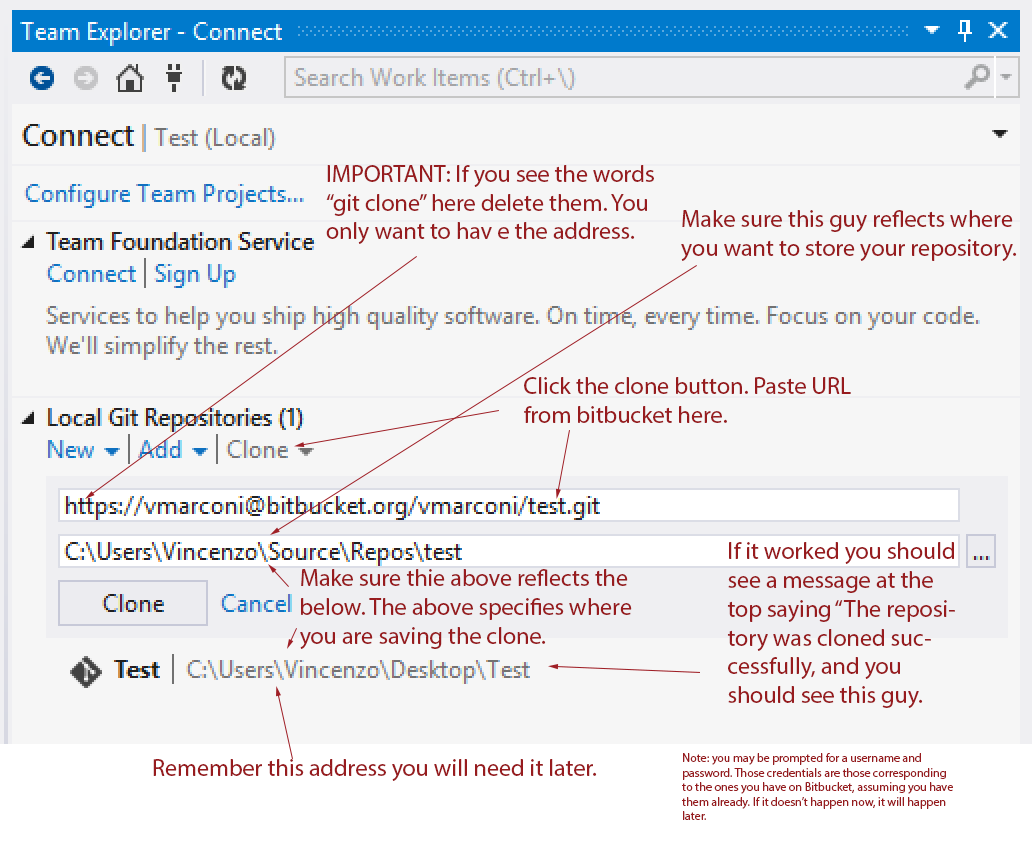 Team Explorer - Connect
Search Work Items (Ctrl+\)
Connect | Test (Local)
Configure Team Projects...
IMPORTANT: If you see the words
“git clone” here delete them. You
only want to hav e the address.
Make sure this guy reflects where
you want to store your repository.
Team Foundation Service
Connect | Sign Up
Services to help you ship high quality software. On time, every time. Focus on your code.
We'll simplify the rest.
Click the clone button. Paste URL
from bitbucket here.
Local Git Repositories (1)
New | Add | Clone
https://vmarconi@bitbucket.org/vmarconi/test.git
C:\Users\Vincenzo\Source\Repos\test
...
Clone Cancel
Make sure thie above reflects the
below. The above specifies where
you are saving the clone.
If it worked you should
see a message at the
top saying “The reposi-
tory was cloned suc-
cessfully, and you
should see this guy.
Test | C:\Users\Vincenzo\Desktop\Test
Remember this address you will need it later.
Note: you may be prompted for a username and
password. Those credentials are those corresponding
to the ones you have on Bitbucket, assuming you have
them already. If it doesn’t happen now, it will happen
later.